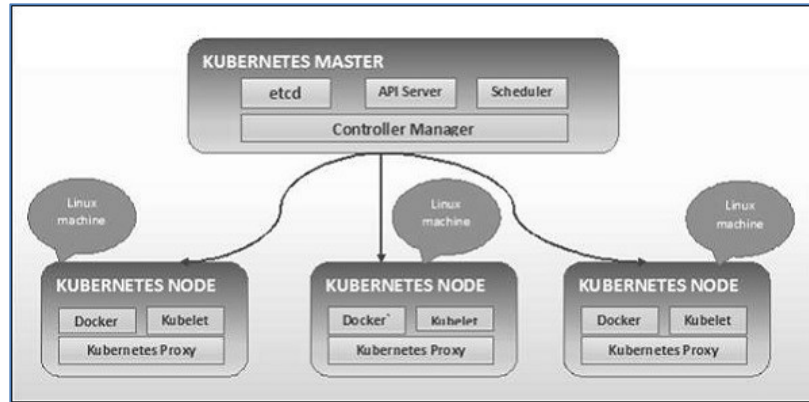 KUBERNETES MASTER
etcd
API Server
Scheduler
Controller Manager
Linux
machine
Linux
machine
Linux
machine
KUBERNETES NODE
Docker
Kubelet
Kubernetes Proxy
KUBERNETES NODE
Docker`
Kubelet
Kubernetes Proxy
KUBERNETES NODE
Docker
Kubelet
Kubernetes Proxy